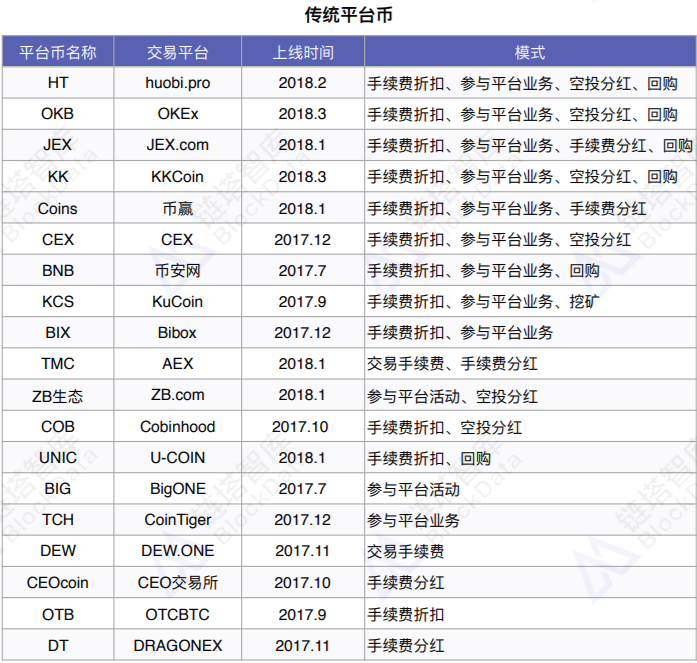 传统平台币
平台币名称 交易平台 上线时间 模式
HT huobi.pro 2018.2 手续费折扣、参与平台业务、空投分红、回购
OKB OKEx 2018.3 手续费折扣、参与平台业务、空投分红、回购
JEX JEX.com 2018.1 手续费折扣、参与平台业务、手续费分红、回购
KK KKCoin 2018.3 手续费折扣、参与平台业务、空投分红、回购
Coins 币赢 2018.1 手续费折扣、参与平台业务、手续费分红
CEX CEX 2017.12 手续费折扣、参与平台业务、空投分红
BNB 币安网 2017.7 手续费折扣、参与平台业务、回购
KCS KuCoin 2017.9 手续费折扣、参与平台业务、挖矿
BIX Bibox 2017.12 手续费折扣、参与平台业务
TMC AEX 2018.1 交易手续费、手续费分红
ZB生态 ZB.com 2018.1 参与平台活动、空投分红
COB Cobinhood 2017.10 手续费折扣、空投分红
UNIC U-COIN 2018.1 手续费折扣、回购
BIG BigONE 2017.7 参与平台活动
TCH CoinTiger 2017.12 参与平台业务
DEW DEW.ONE 2017.11 交易手续费
CEOcoin CEO交易所 2017.10 手续费分红
OTB OTCBTC 2017.9 手续费折扣
DT DRAGONEX 2017.11 手续费分红
链塔智库
BlockData